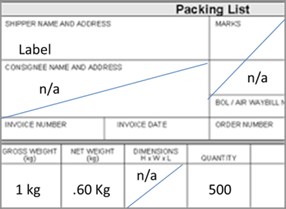 Packing List
SHIPPER NAME AND ADDRESS
MARKS
Label
CONSIGNEE NAME AND ADDRESS
n/a
n/a
BOL / AIR WAYBILL
INVOICE NUMBER
INVOICE DATE
ORDER NUMBER
GROSS WEIGHT
(kg)
NET WEIGHT
(kg)
DIMENSIONS
H x W x L
QUANTITY
1 kg
.60 Kg
n/a
500